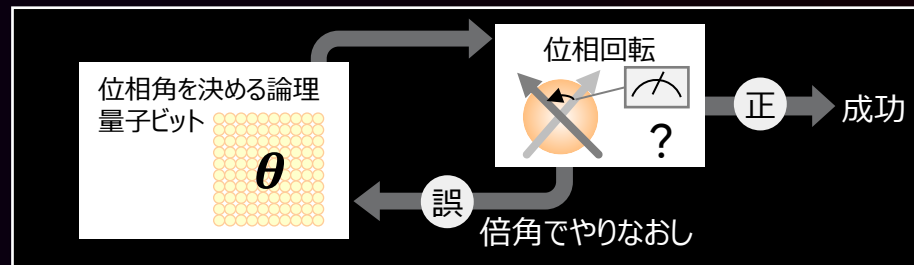 位相角を決める論理
量子ビット
θ
位相回転
?
正
成功
誤
倍角でやりなおし